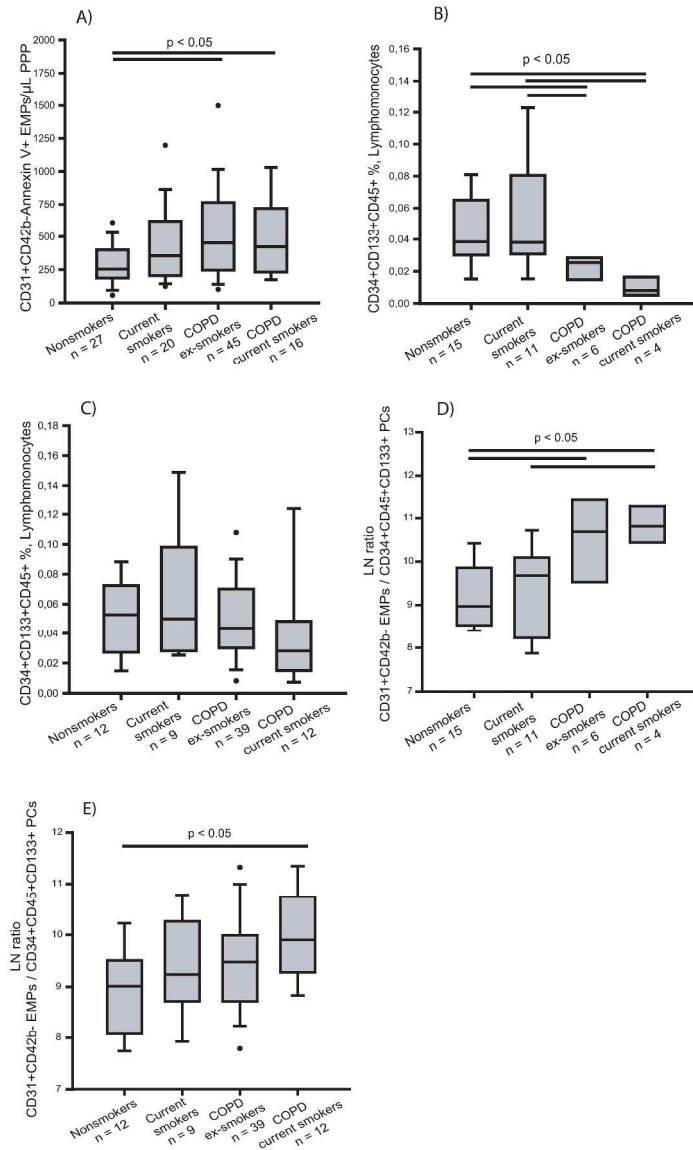 A)
CD31+CD42b-Annexin V+ EMPs/µL PPP
2000
1750
1500
1250
1000
750
500
250
0
p < 0.05
Nonsmokers
n = 27
Current
smokers
n = 20
COPD
ex-smokers
n = 45
COPD
current smokers
n = 16
B)
CD34+CD133+CD45+ %, Lymphomonocytes
0,16
0,14
0,12
0,10
0,08
0,06
0,04
0,02
0,00
p < 0.05
Nonsmokers
n = 15
Current
smokers
n = 11
COPD
ex-smokers
n = 6
COPD
current smokers
n = 4
C)
CD34+CD133+CD45+ %, Lymphomonocytes
0,18
0,16
0,14
0,12
0,10
0,08
0,06
0,04
0,02
0,00
Nonsmokers
n = 12
Current
smokers
n = 9
COPD
ex-smokers
n = 39
COPD
current smokers
n = 12
D)
LN ratio
CD31+CD42b- EMPs / CD34+CD45+CD133+ PCs
13
12
11
10
9
8
7
p < 0.05
Nonsmokers
n = 15
Current
smokers
n = 11
COPD
ex-smokers
n = 6
COPD
current smokers
n = 4
E)
LN ratio
CD31+CD42b- EMPs / CD34+CD45+CD133+ PCs
12
11
10
9
8
7
p < 0.05
Nonsmokers
n = 12
Current
smokers
n = 9
COPD
ex-smokers
n = 39
COPD
current smokers
n = 12